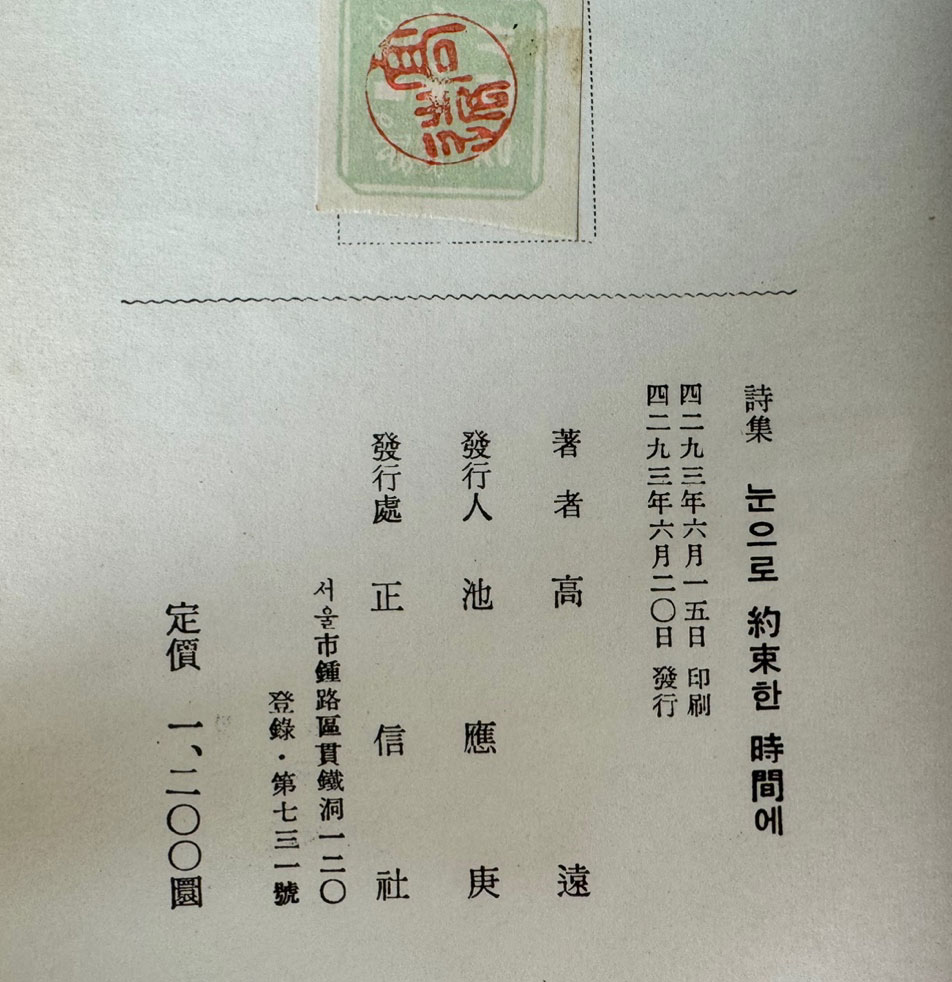 詩集 눈으로 約束한 時間에
四二九三年六月一五日 印刷
四二九三年六月二〇日 發行
著者 高遠
發行人 池應庚
發行處 正信社
서울市鍾路區貫鐵洞一二〇
登錄·第七三一號
定價 一、二〇〇圜